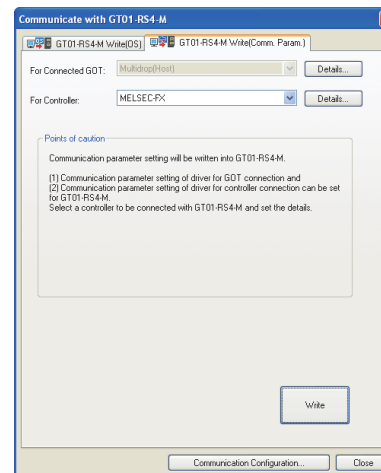 Communicate with GT01-RS4-M
GT01-RS4-M Write(OS) GT01-RS4-M Write(Comm. Param.)
For Connected GOT: Multidrop(Host) Details...
For Controller: MELSEC-FX Details...
Points of caution
Communication parameter setting will be written into GT01-RS4-M.
(1) Communication parameter setting of driver for GOT connection and
(2) Communication parameter setting of driver for controller connection can be set
for GT01-RS4-M.
Select a controller to be connected with GT01-RS4-M and set the details.
Write
Communication Configuration... Close